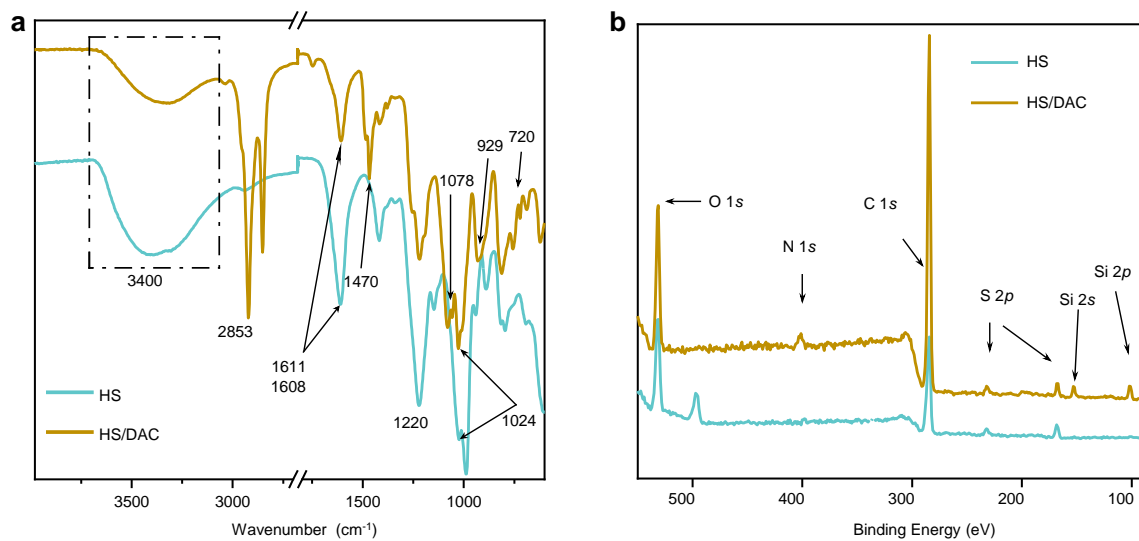 a
3400
2853
1611
1608
1470
1220
1078
929
720
1024
HS
HS/DAC
3500
3000
1500
1000
Wavenumber (cm⁻¹)
b
HS
HS/DAC
O 1s
N 1s
C 1s
S 2p
Si 2s
Si 2p
500
400
300
200
100
Binding Energy (eV)